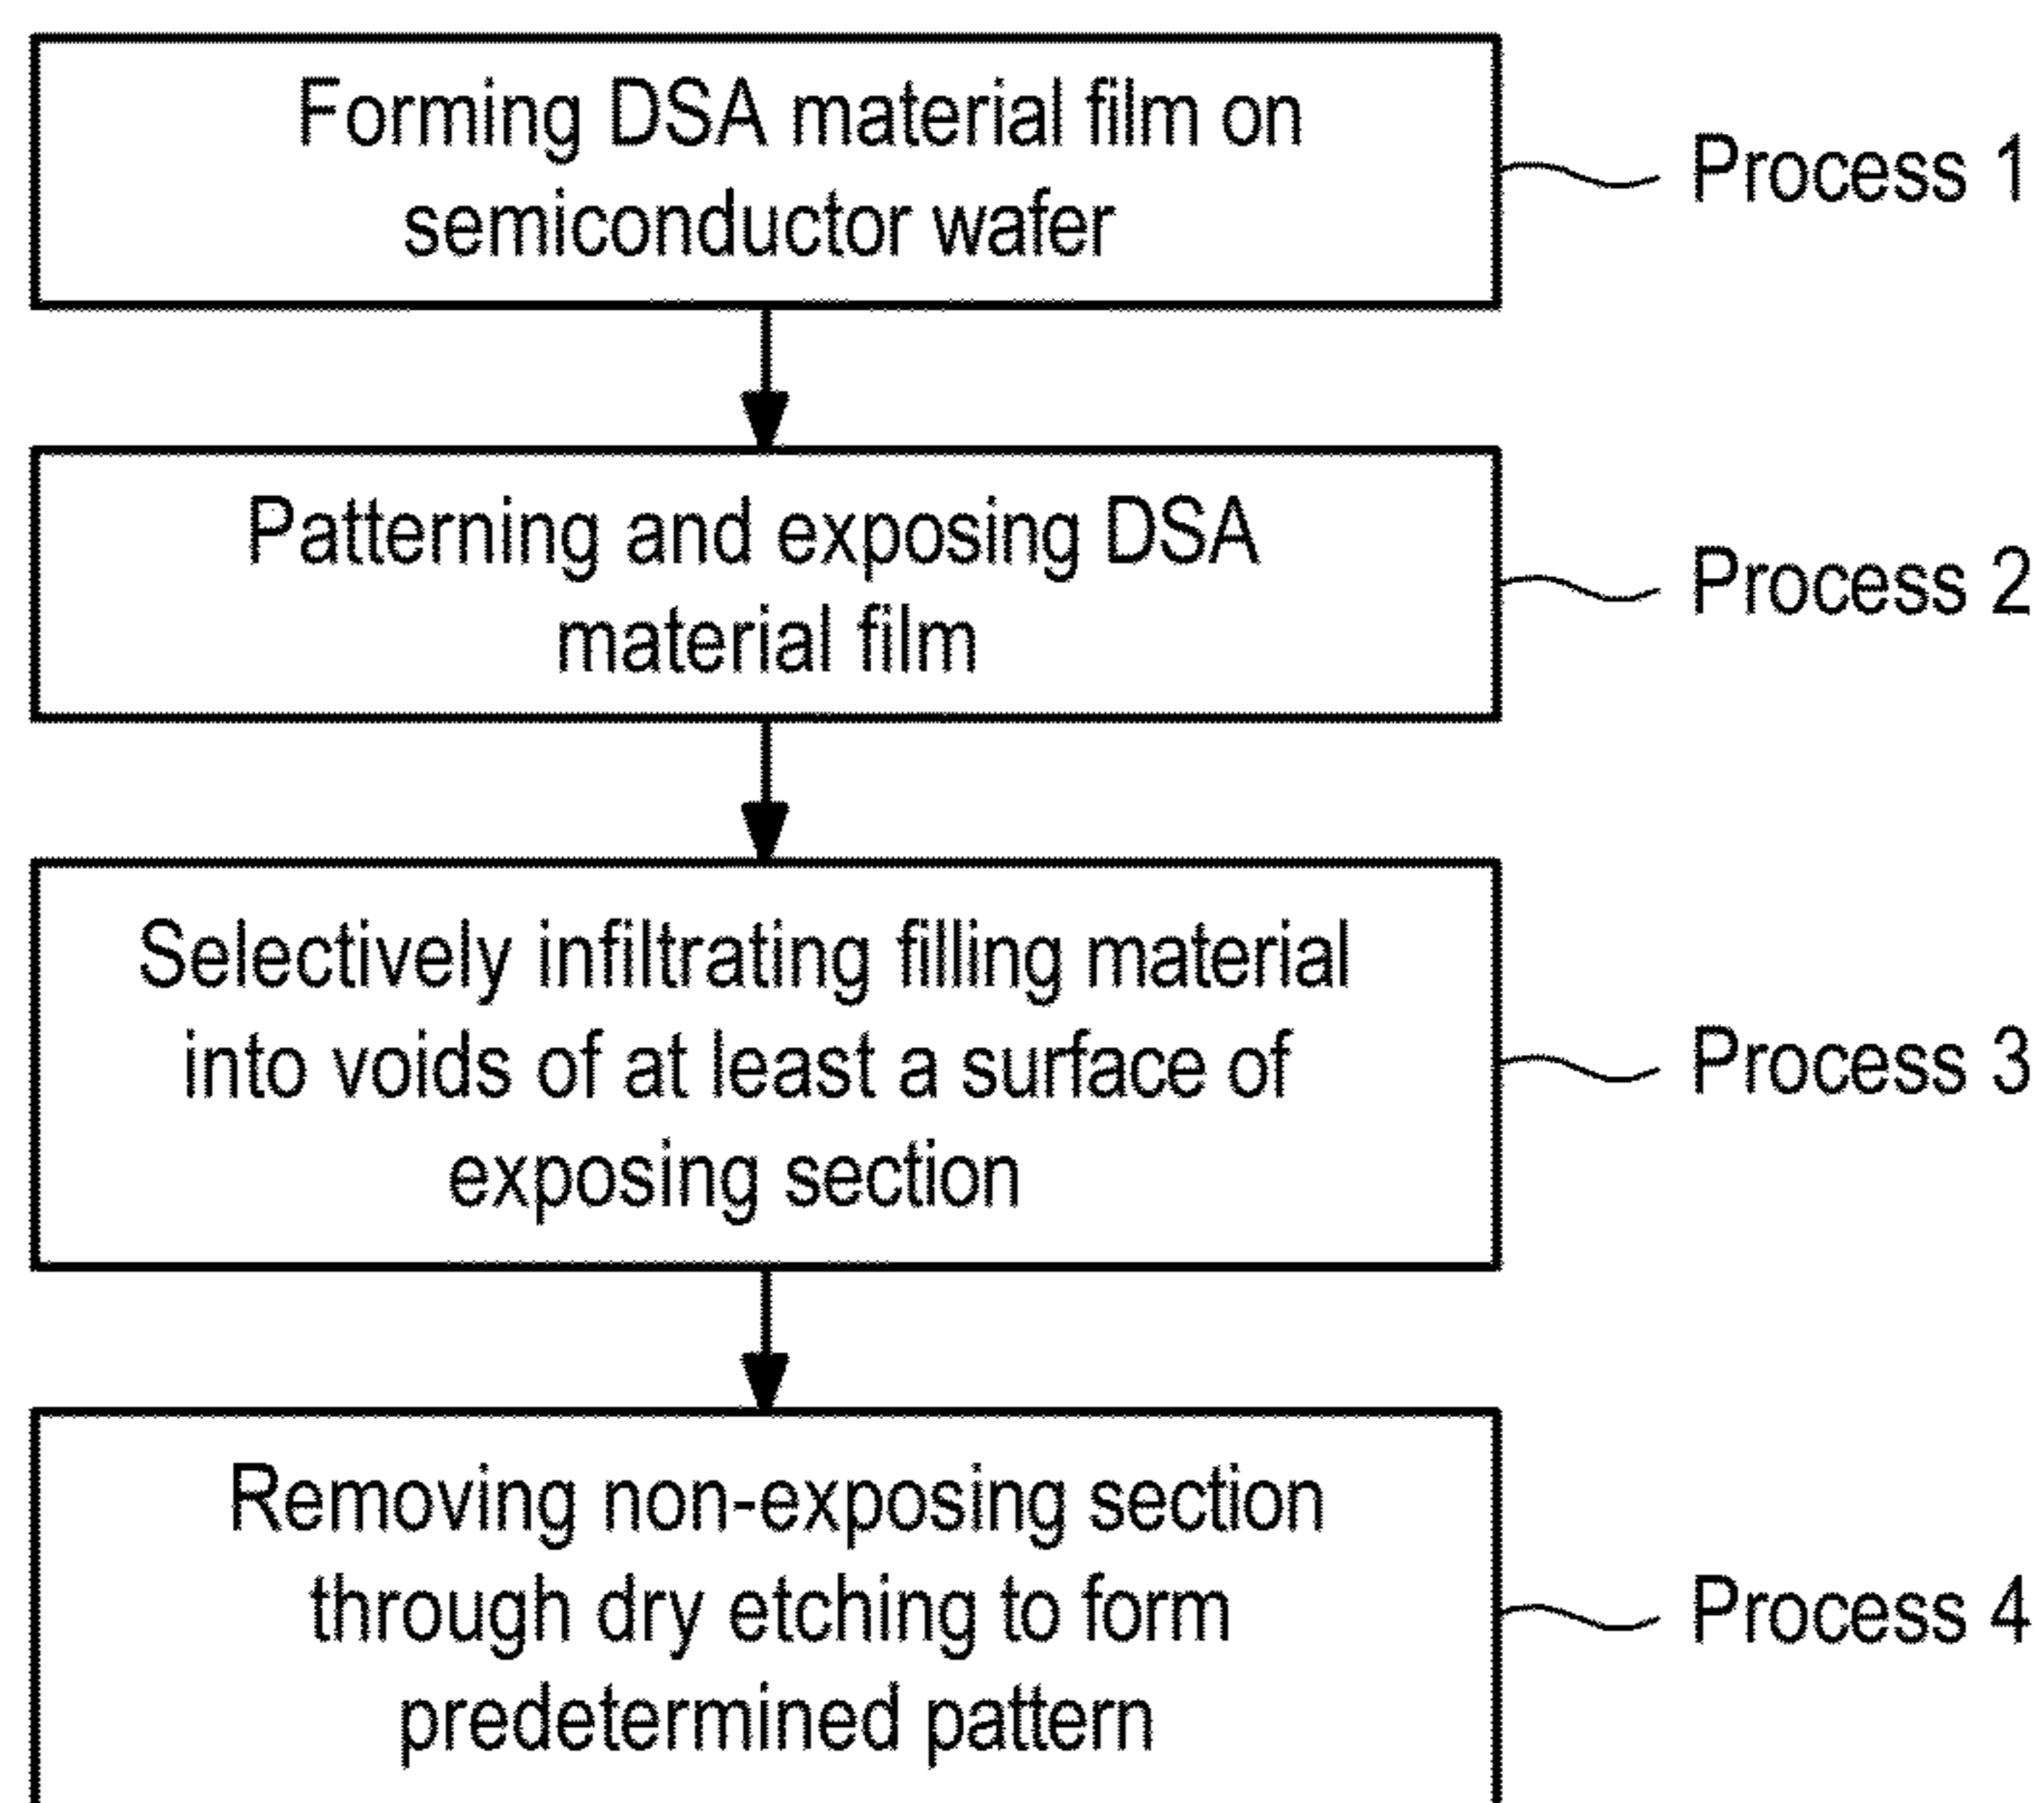 Forming DSA material film on
semiconductor wafer
Process 1
Patterning and exposing DSA
material film
Process 2
Selectively infiltrating filling material
into voids of at least a surface of
exposing section
Process 3
Removing non-exposing section
through dry etching to form
predetermined pattern
Process 4